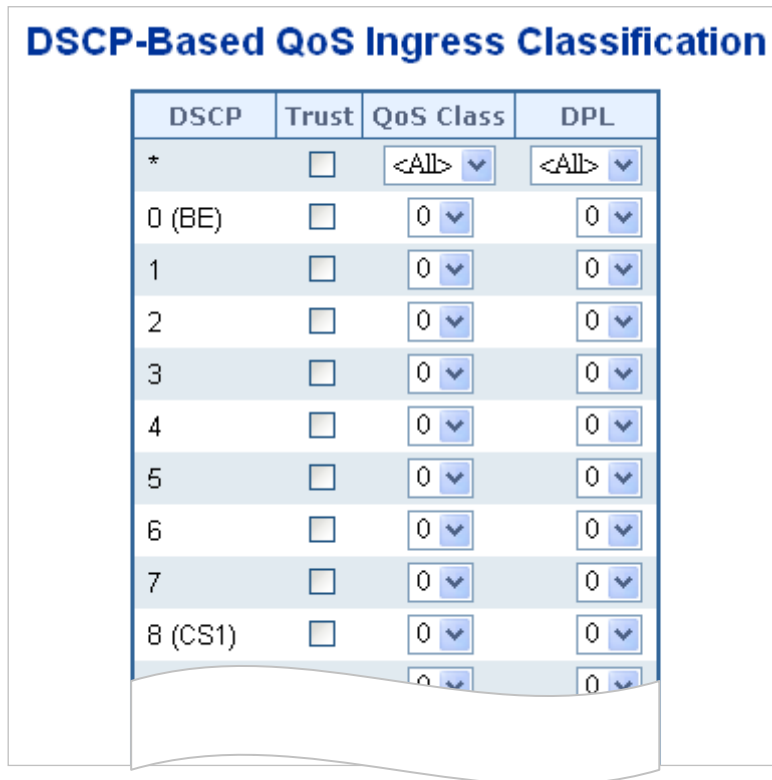 DSCP-Based QoS Ingress Classification
DSCP Trust QoS Class DPL
* <All> <All>
0 (BE) 0 0
1 0 0
2 0 0
3 0 0
4 0 0
5 0 0
6 0 0
7 0 0
8 (CS1) 0 0
0 0